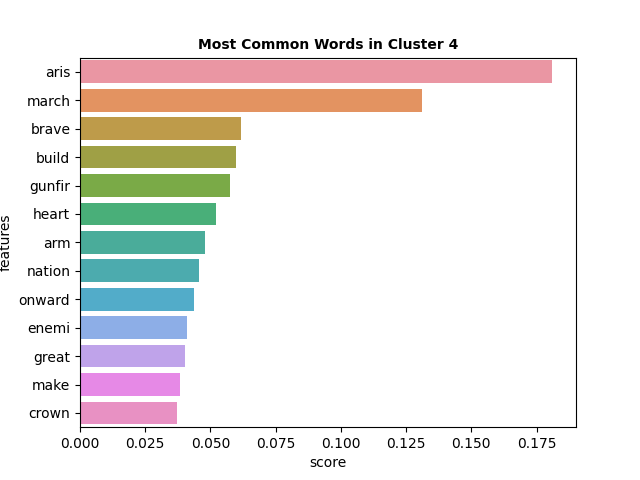 Most Common Words in Cluster 4
aris
march
brave
build
gunfir
heart
arm
nation
onward
enemi
great
make
crown
features
0.000 0.025 0.050 0.075 0.100 0.125 0.150 0.175
score